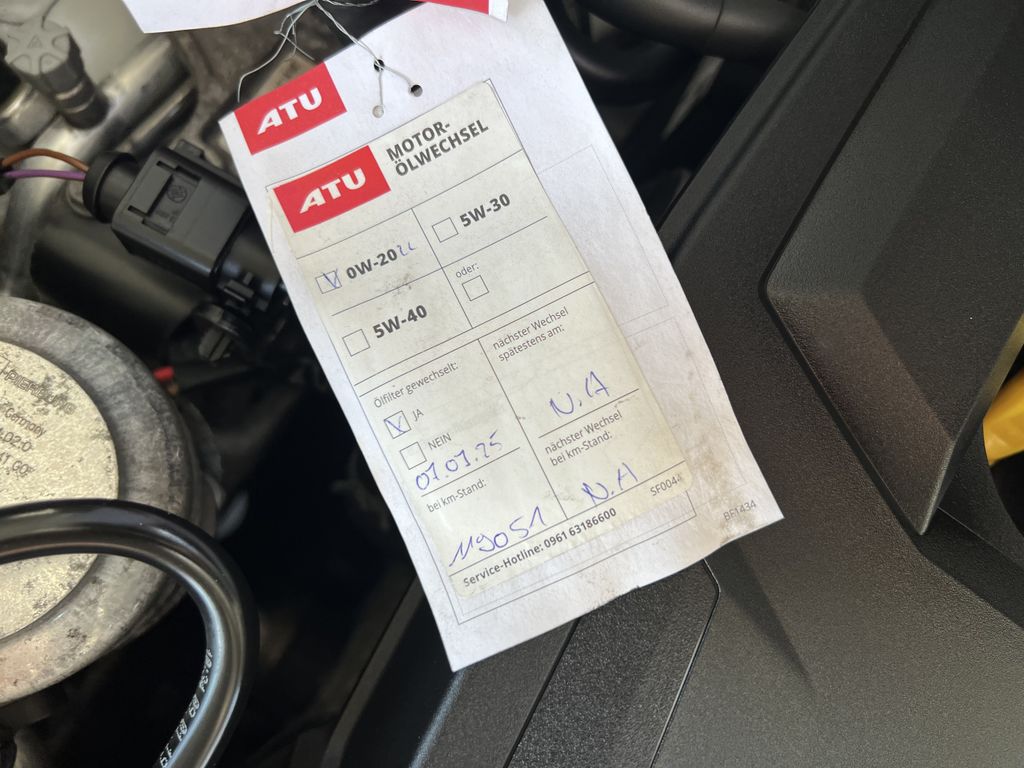 ATU
ATU
MOTOR-
ÖLWECHSEL
0W-20
5W-30
5W-40
oder:
Ölfilter gewechselt:
JA
NEIN
07.07.25
bei km-Stand:
119051
nächster Wechsel
spätestens am:
N.A
nächster Wechsel
bei km-Stand:
N.A
SF0044
Service-Hotline: 0961 63186600
BF1434